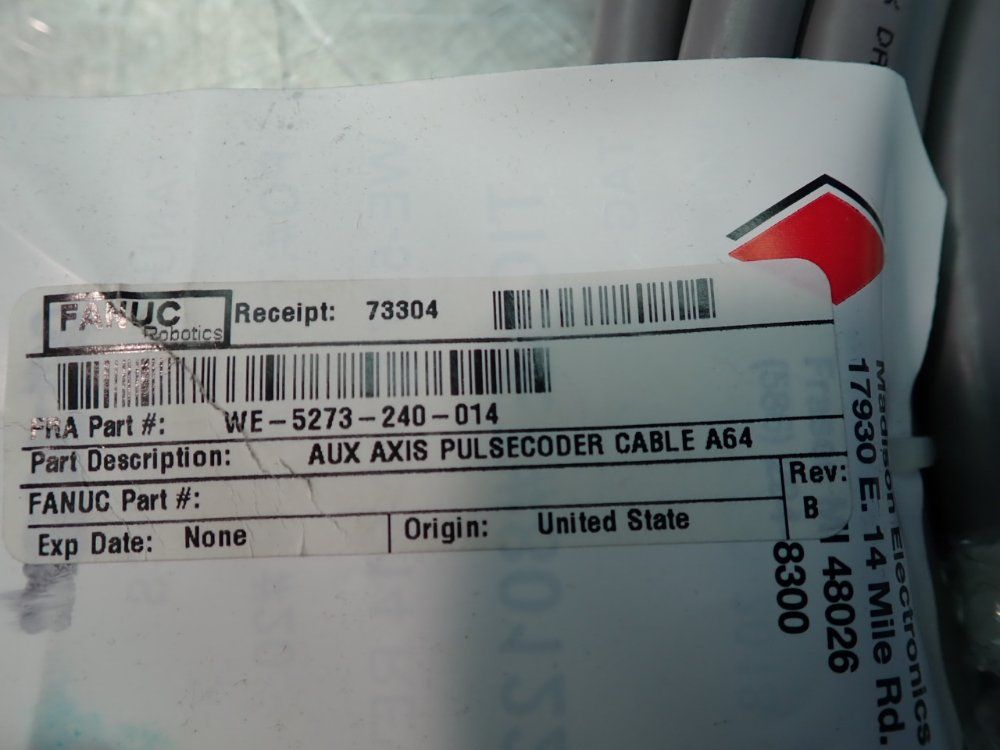 FANUC
Robotics
Receipt: 73304
FRA Part #: WE-5273-240-014
Part Description: AUX AXIS PULSECODER CABLE A64
FANUC Part #:
Rev:
B
Exp Date: None
Origin: United State
Madison Electronics
17930 E. 14 Mile Rd.
48026
8300